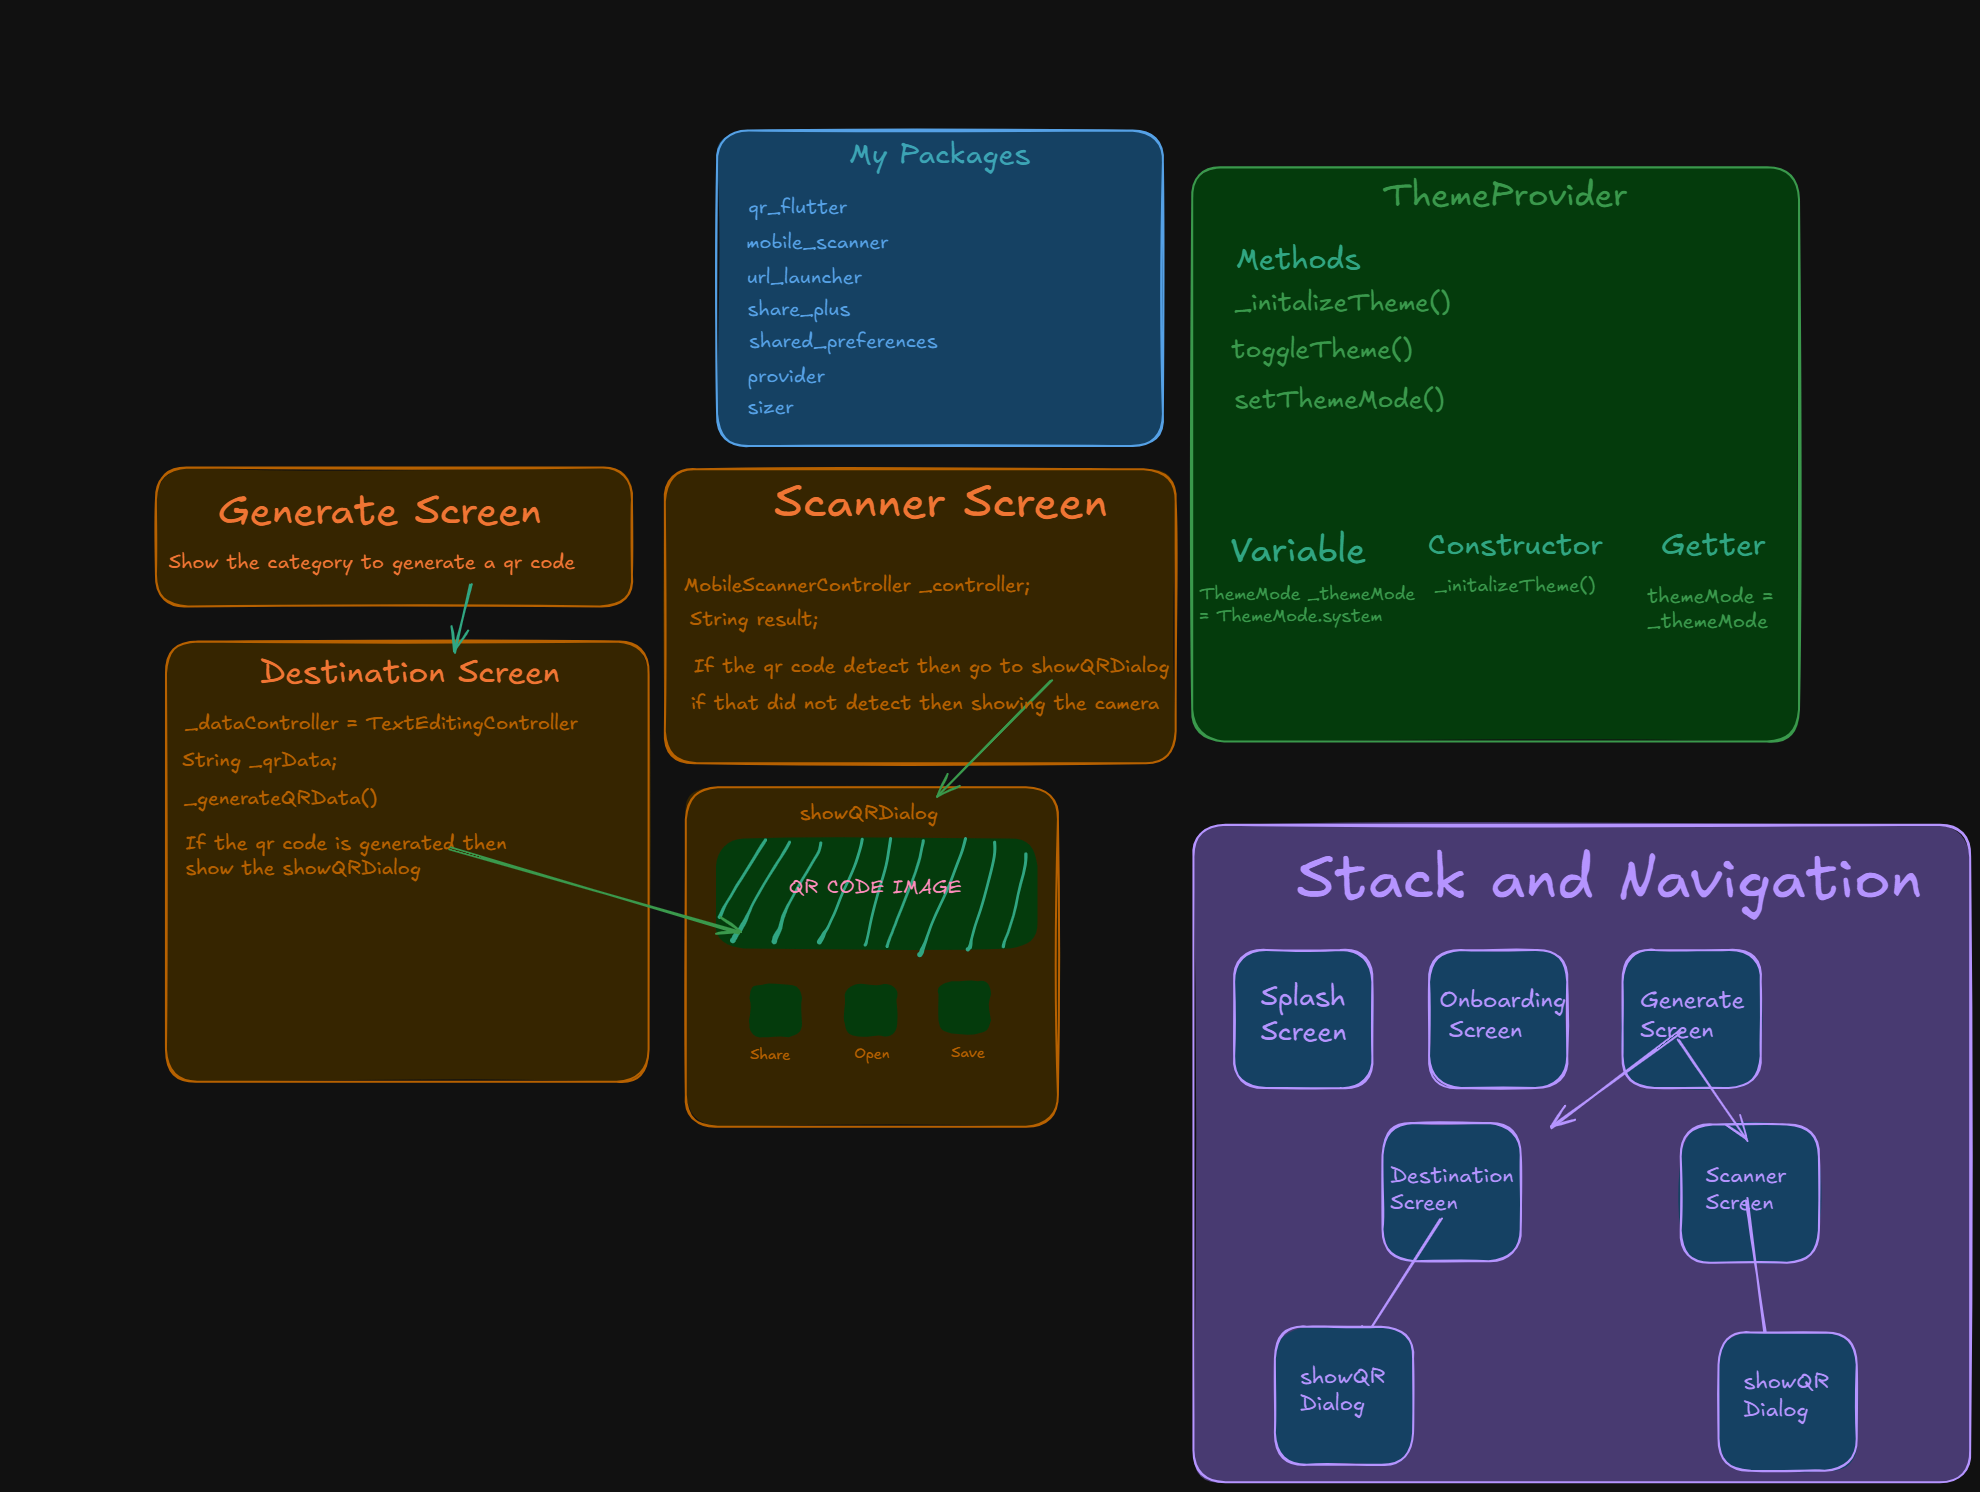 My Packages
qr_flutter
mobile_scanner
url_launcher
share_plus
shared_preferences
provider
sizer
ThemeProvider
Methods
_initalizeTheme()
toggleTheme()
setThemeMode()
Variable
ThemeMode _themeMode
= ThemeMode.system
Constructor
_initalizeTheme()
Getter
themeMode =
_themeMode
Generate Screen
Show the category to generate a qr code
Destination Screen
_dataController = TextEditingController
String _qrData;
_generateQRData()
If the qr code is generated then
show the showQRDialog
Scanner Screen
MobileScannerController _controller;
String result;
If the qr code detect then go to showQRDialog
if that did not detect then showing the camera
showQRDialog
QR CODE IMAGE
Share
Open
Save
Stack and Navigation
Splash
Screen
Onboarding
Screen
Generate
Screen
Destination
Screen
Scanner
Screen
showQR
Dialog
showQR
Dialog